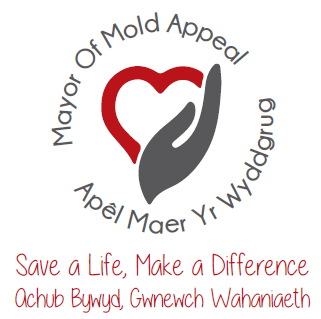 Mayor Of Mold Appeal
Apêl Maer Yr Wyddgrug
Save a Life, Make a Difference
Achub Bywyd, Gwnewch Wahaniaeth